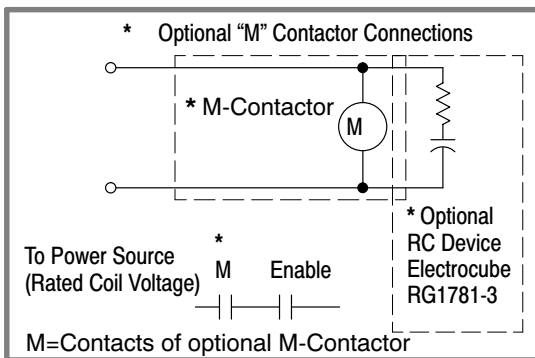 * Optional “M” Contactor Connections
* M-Contactor
M
* Optional
RC Device
Electrocube
RG1781-3
To Power Source
(Rated Coil Voltage)
*
M Enable
M=Contacts of optional M-Contactor